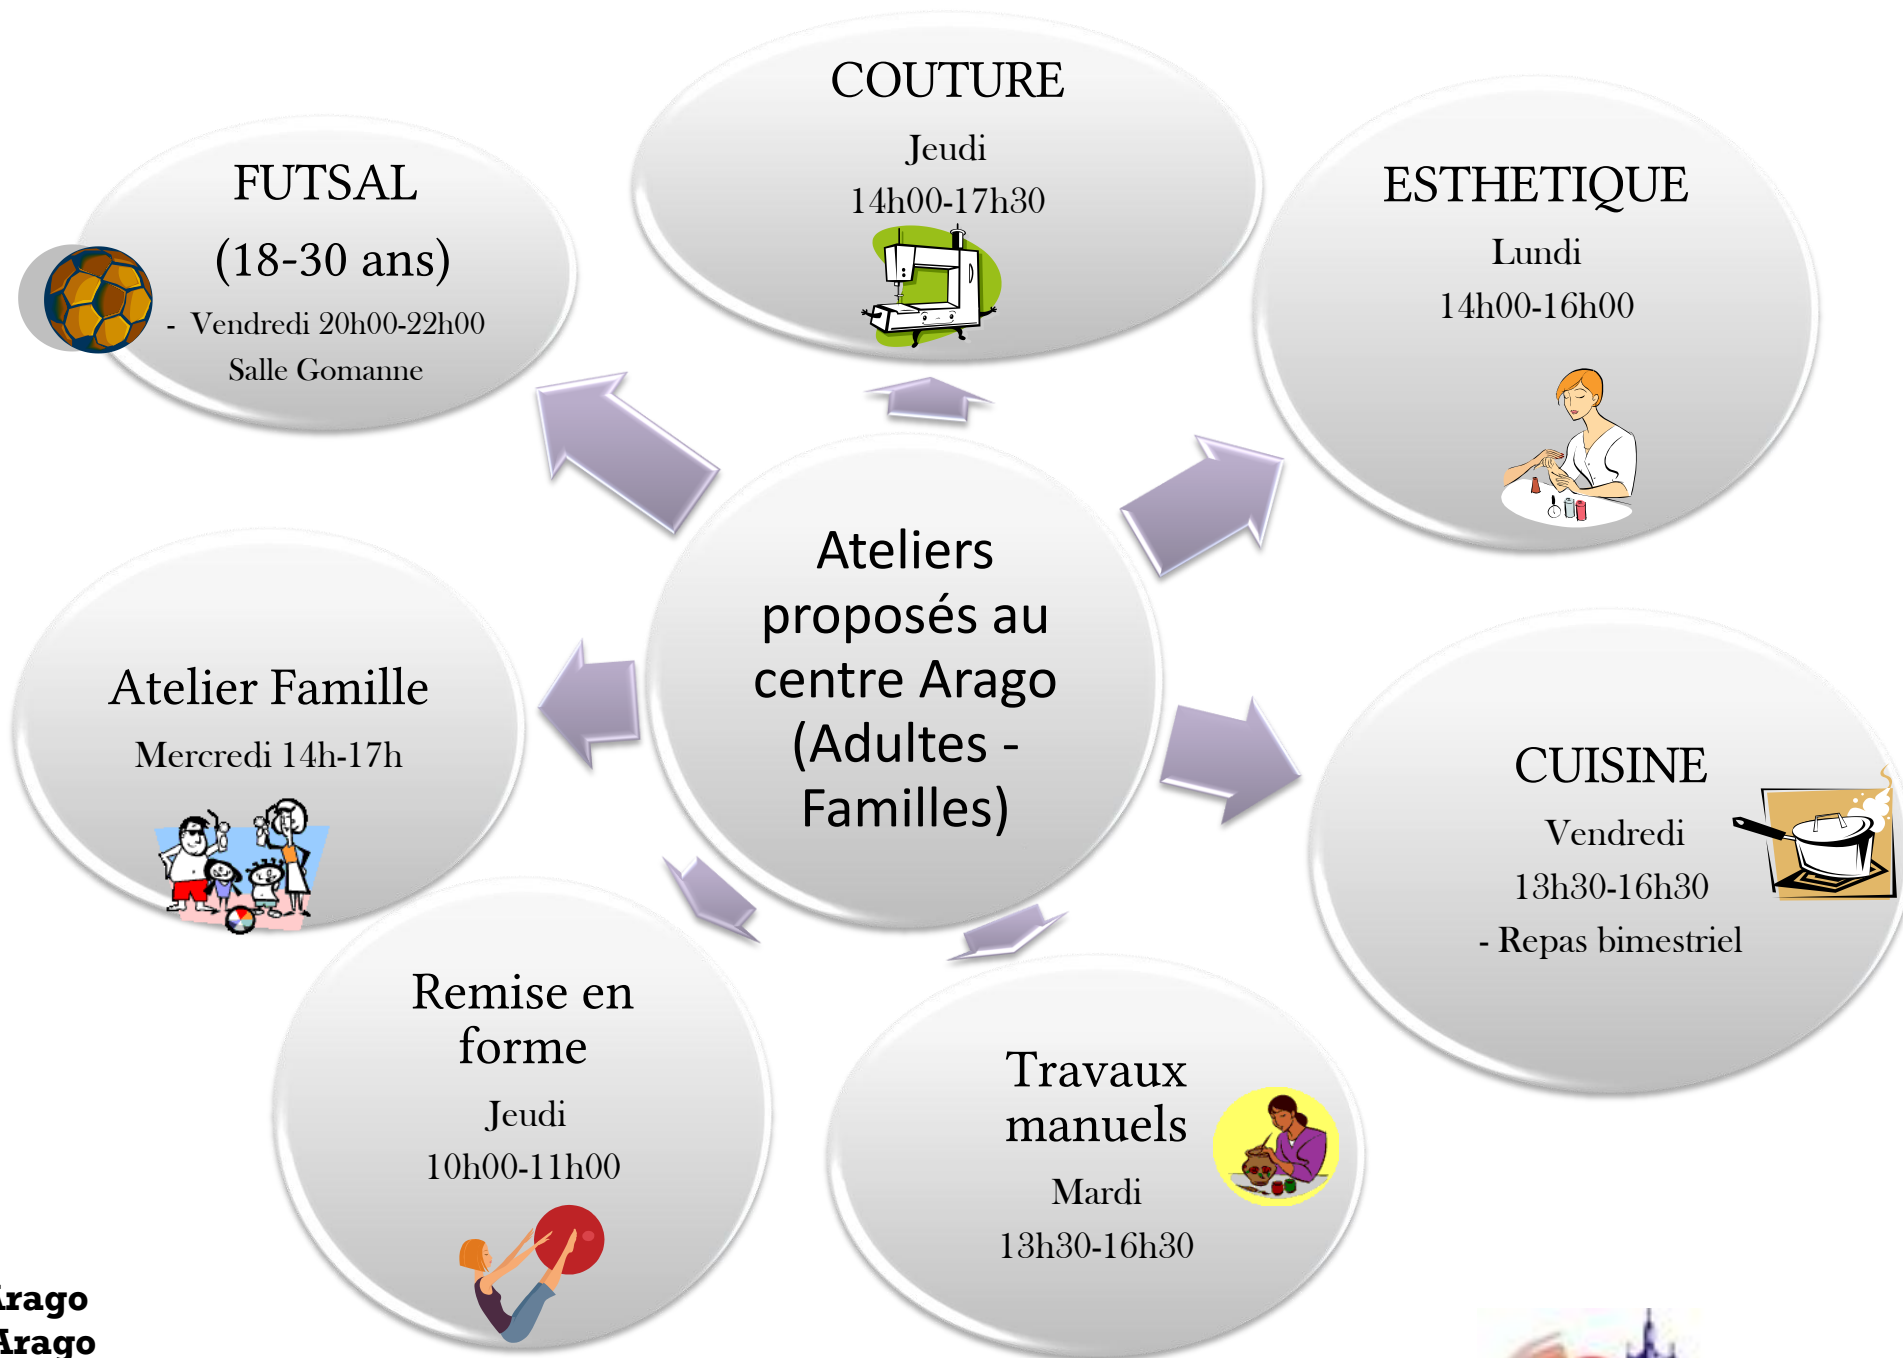 COUTURE
Jeudi
14h00-17h30
FUTSAL
(18-30 ans)
- Vendredi 20h00-22h00
Salle Gomanne
ESTHETIQUE
Lundi
14h00-16h00
Ateliers
proposés au
centre Arago
(Adultes -
Familles)
Atelier Famille
Mercredi 14h-17h
CUISINE
Vendredi
13h30-16h30
- Repas bimestriel
Remise en
forme
Jeudi
10h00-11h00
Travaux
manuels
Mardi
13h30-16h30
Arago
Arago